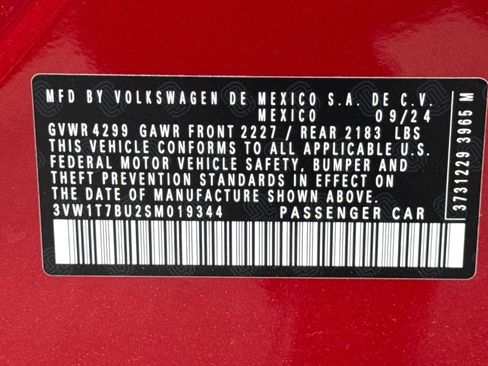 MFD BY VOLKSWAGEN DE MEXICO S.A. DE C.V.
MEXICO 09/24
GVWR 4299 GAWR FRONT 2227 / REAR 2183 LBS
THIS VEHICLE CONFORMS TO ALL APPLICABLE U.S.
FEDERAL MOTOR VEHICLE SAFETY, BUMPER AND
THEFT PREVENTION STANDARDS IN EFFECT ON
THE DATE OF MANUFACTURE SHOWN ABOVE.
3VW1T7BU2SM019344 PASSENGER CAR
3731229 3965 M